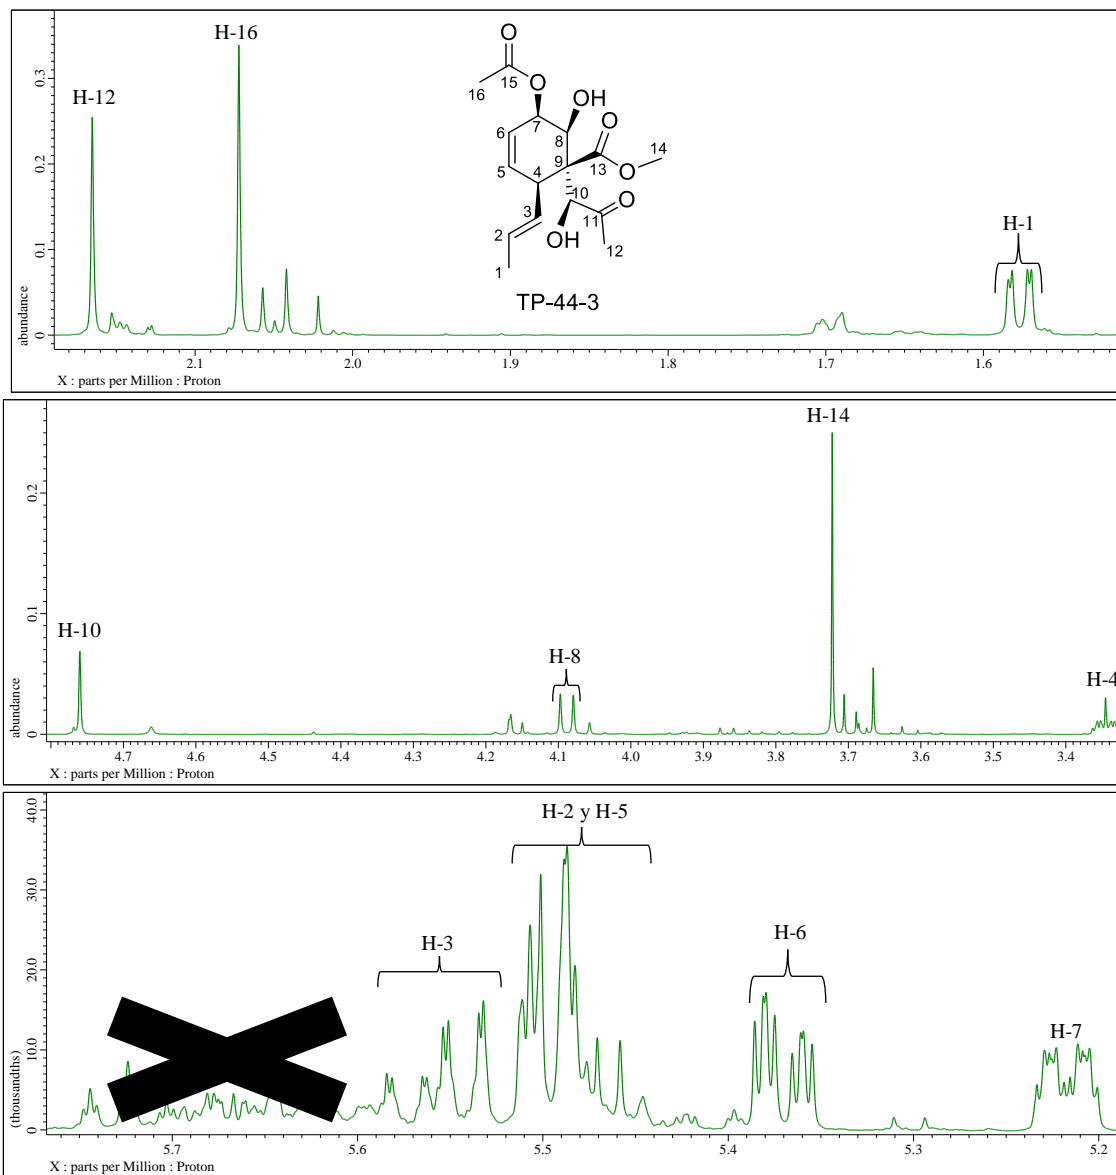 H-16
H-12
H-1
O
15
16
O
OH
7
6
8
O
14
5
4
9
13
O
10
3
O
11
2
OH
12
1
TP-44-3
abundance
0
0.1
0.2
0.3
2.1
2.0
1.9
1.8
1.7
1.6
X : parts per Million : Proton
H-14
H-10
H-8
H-4
abundance
0
0.1
0.2
4.7
4.6
4.5
4.4
4.3
4.2
4.1
4.0
3.9
3.8
3.7
3.6
3.5
3.4
X : parts per Million : Proton
H-2 y H-5
H-3
H-6
H-7
(thousandths)
0
10.0
20.0
30.0
40.0
5.7
5.6
5.5
5.4
5.3
5.2
X : parts per Million : Proton